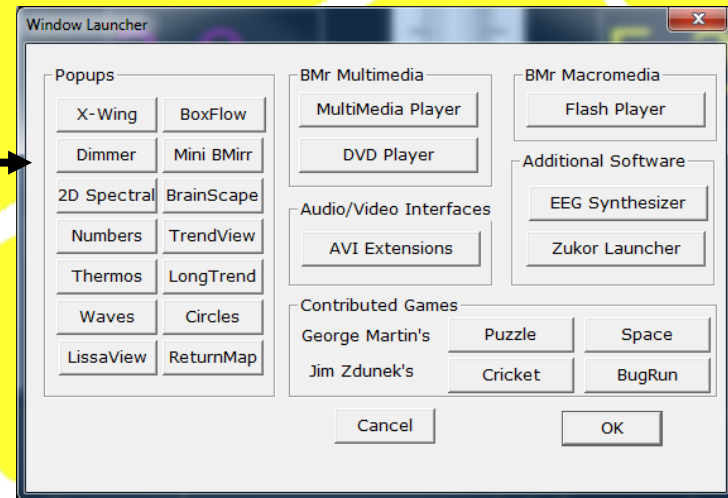 Window Launcher
Popups
X-Wing BoxFlow
Dimmer Mini BMirr
2D Spectral BrainScape
Numbers TrendView
Thermos LongTrend
Waves Circles
LissaView ReturnMap
BMr Multimedia
MultiMedia Player
DVD Player
BMr Macromedia
Flash Player
Audio/Video Interfaces
AVI Extensions
Additional Software
EEG Synthesizer
Zukor Launcher
Contributed Games
George Martin's Puzzle Space
Jim Zdunek's Cricket BugRun
Cancel OK